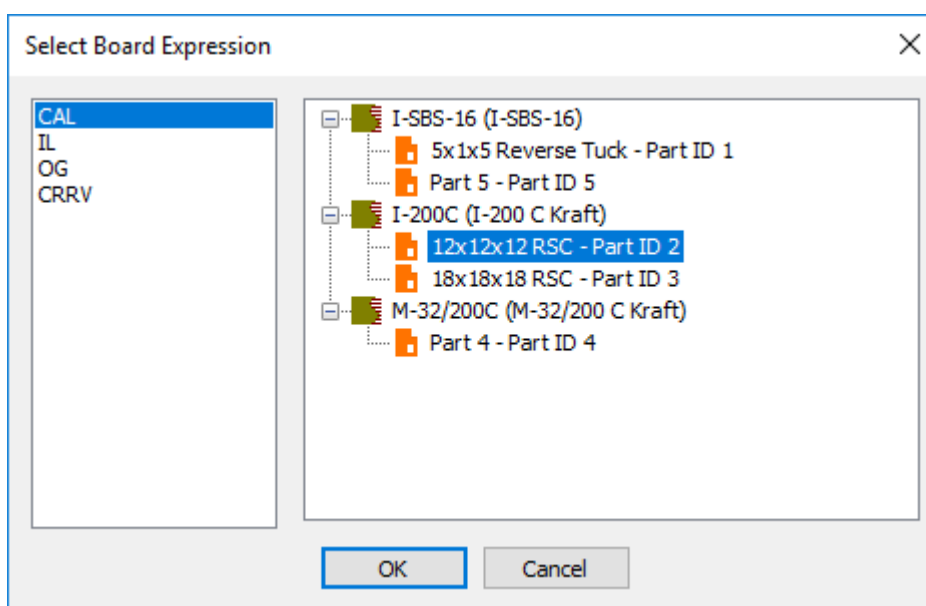 Select Board Expression
CAL
IL
OG
CRRV
I-SBS-16 (I-SBS-16)
5x1x5 Reverse Tuck - Part ID 1
Part 5 - Part ID 5
I-200C (I-200 C Kraft)
12x12x12 RSC - Part ID 2
18x18x18 RSC - Part ID 3
M-32/200C (M-32/200 C Kraft)
Part 4 - Part ID 4
OK
Cancel